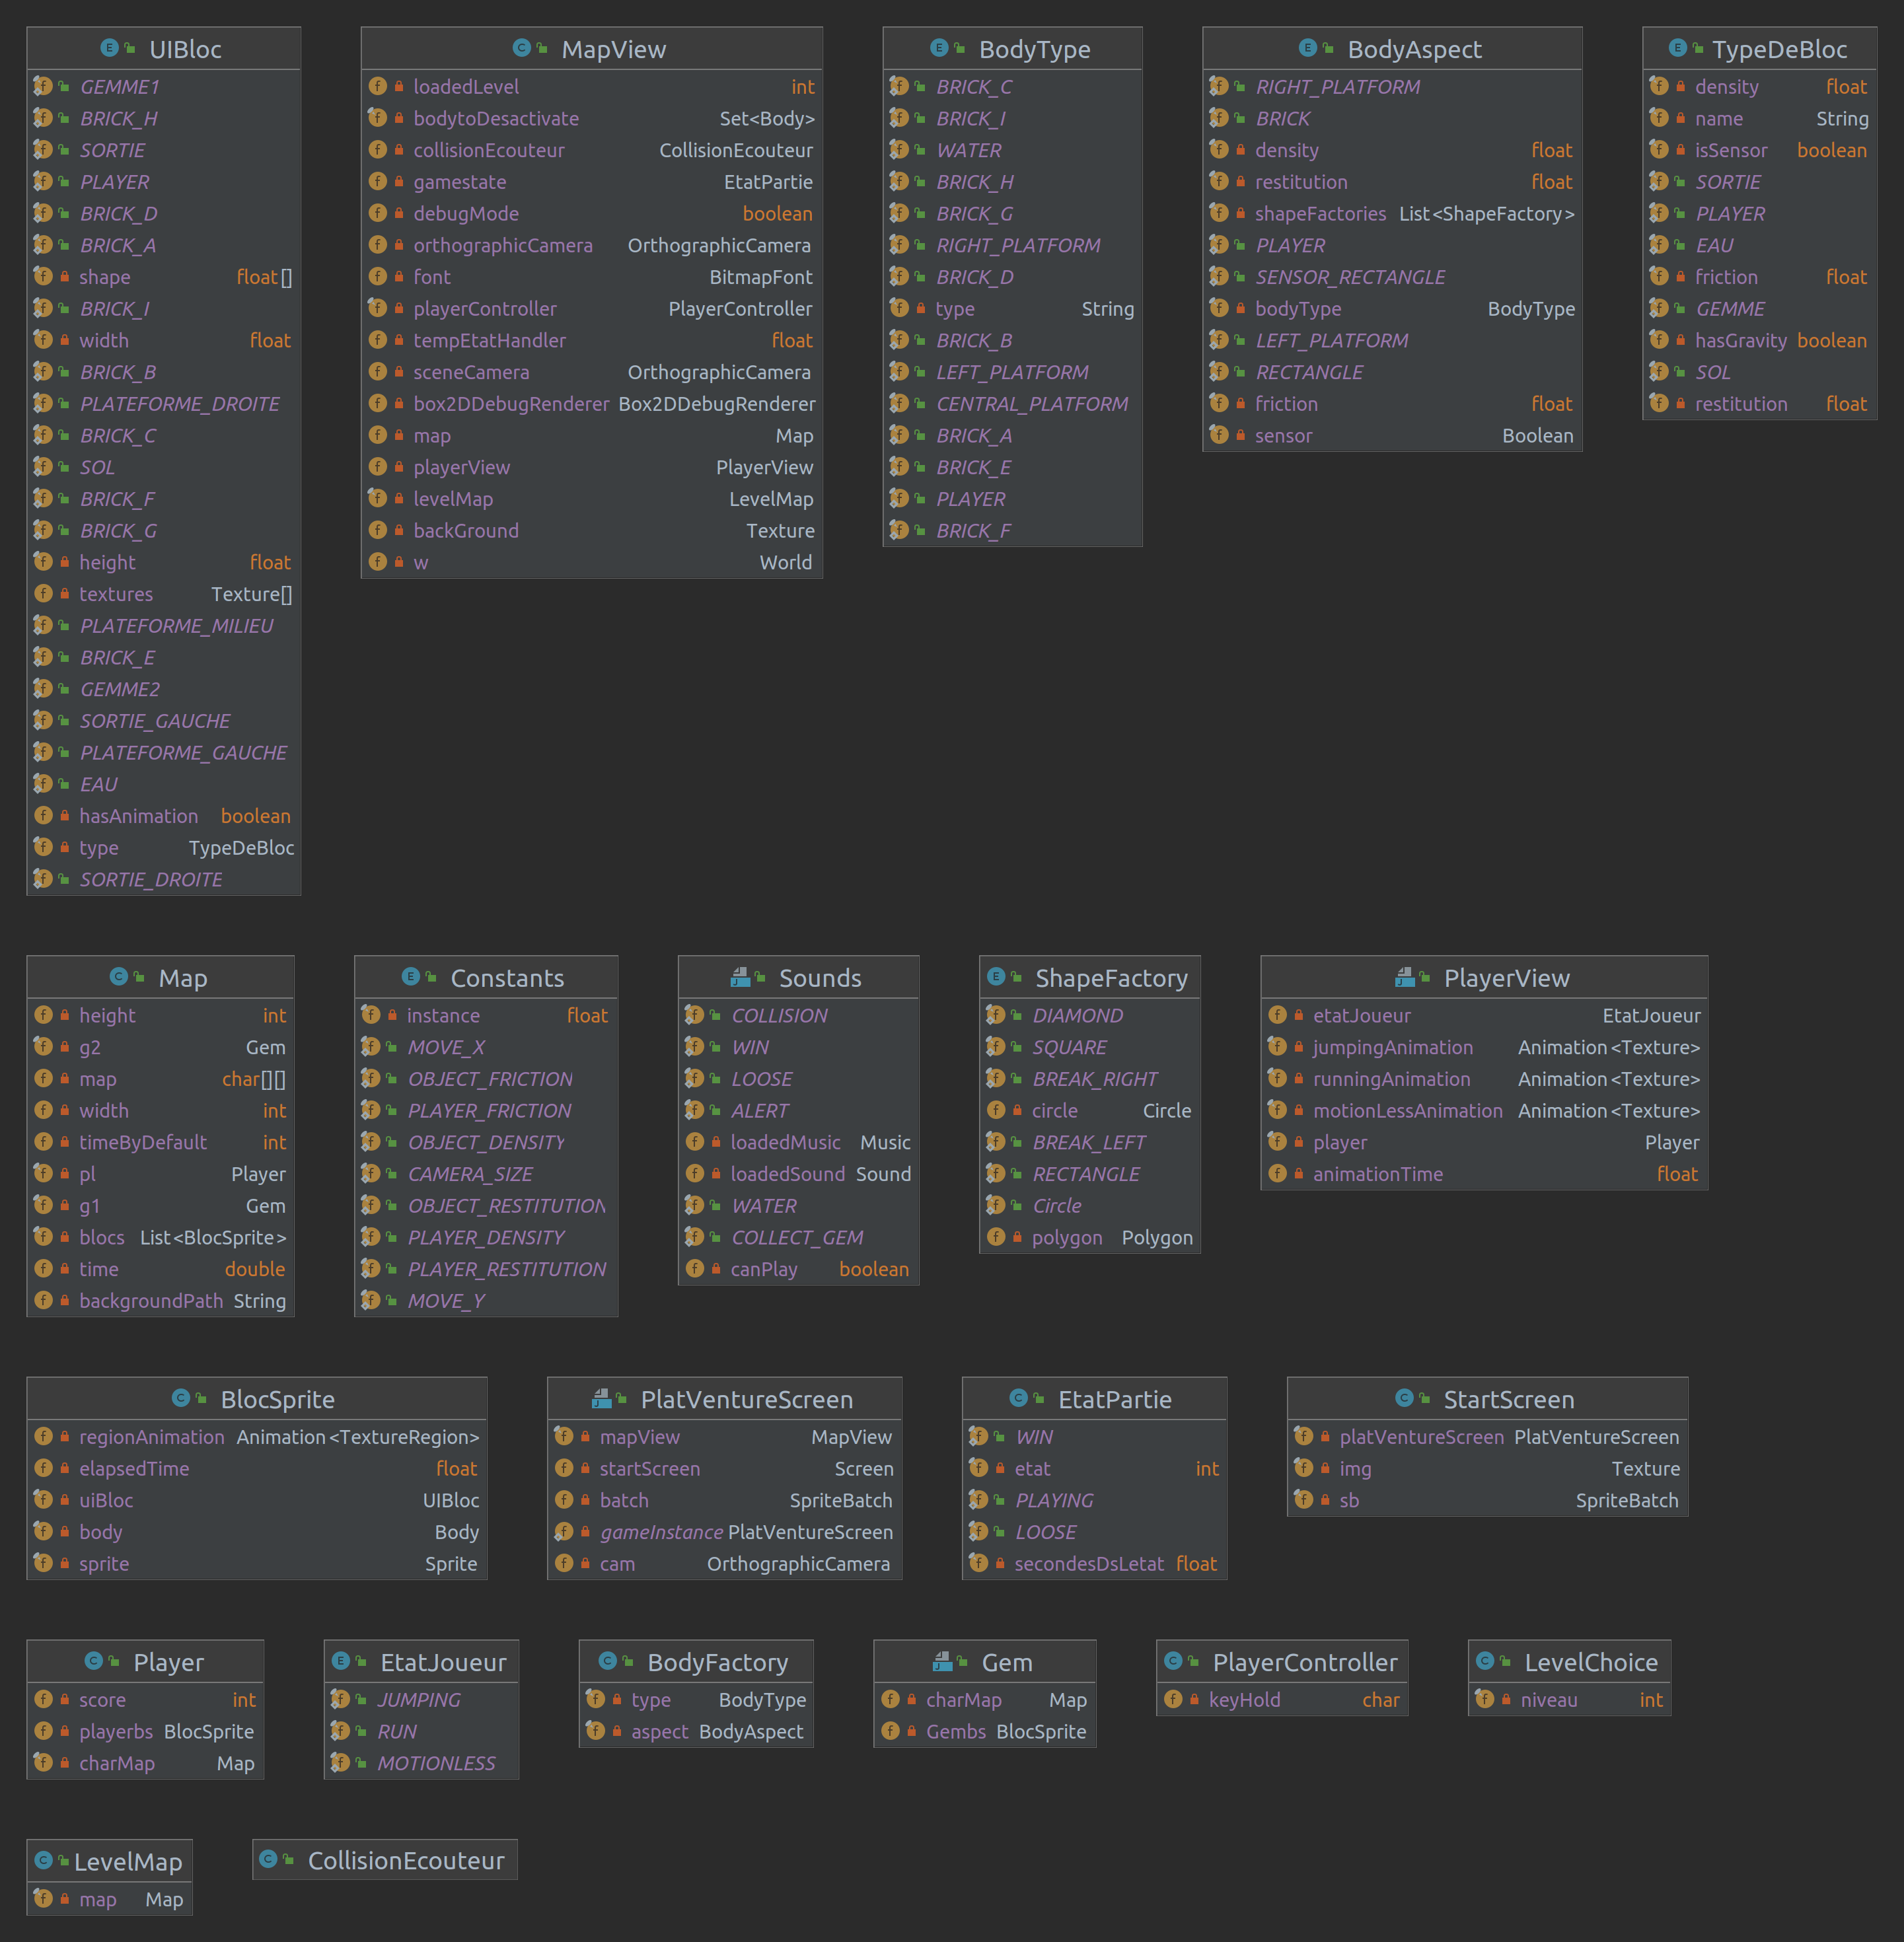 UIBloc
GEMME1
BRICK_H
SORTIE
PLAYER
BRICK_D
BRICK_A
shape float[]
BRICK_I
width float
BRICK_B
PLATEFORME_DROITE
BRICK_C
SOL
BRICK_F
BRICK_G
height float
textures Texture[]
PLATEFORME_MILIEU
BRICK_E
GEMME2
SORTIE_GAUCHE
PLATEFORME_GAUCHE
EAU
hasAnimation boolean
type TypeDeBloc
SORTIE_DROITE
MapView
loadedLevel int
bodytoDesactivate Set<Body>
collisionEcouteur CollisionEcouteur
gamestate EtatPartie
debugMode boolean
orthographicCamera OrthographicCamera
font BitmapFont
playerController PlayerController
tempEtatHandler float
sceneCamera OrthographicCamera
box2DDebugRenderer Box2DDebugRenderer
map Map
playerView PlayerView
levelMap LevelMap
backGround Texture
w World
BodyType
BRICK_C
BRICK_I
WATER
BRICK_H
BRICK_G
RIGHT_PLATFORM
BRICK_D
type String
BRICK_B
LEFT_PLATFORM
CENTRAL_PLATFORM
BRICK_A
BRICK_E
PLAYER
BRICK_F
BodyAspect
RIGHT_PLATFORM
BRICK
density float
restitution float
shapeFactories List<ShapeFactory>
PLAYER
SENSOR_RECTANGLE
bodyType BodyType
LEFT_PLATFORM
RECTANGLE
friction float
sensor Boolean
TypeDeBloc
density float
name String
isSensor boolean
SORTIE
PLAYER
EAU
friction float
GEMME
hasGravity boolean
SOL
restitution float
Map
height int
g2 Gem
map char[][]
width int
timeByDefault int
pl Player
g1 Gem
blocs List<BlocSprite>
time double
backgroundPath String
Constants
instance float
MOVE_X
OBJECT_FRICTION
PLAYER_FRICTION
OBJECT_DENSITY
CAMERA_SIZE
OBJECT_RESTITUTION
PLAYER_DENSITY
PLAYER_RESTITUTION
MOVE_Y
Sounds
COLLISION
WIN
LOOSE
ALERT
loadedMusic Music
loadedSound Sound
WATER
COLLECT_GEM
canPlay boolean
ShapeFactory
DIAMOND
SQUARE
BREAK_RIGHT
circle Circle
BREAK_LEFT
RECTANGLE
Circle
polygon Polygon
PlayerView
etatJoueur EtatJoueur
jumpingAnimation Animation<Texture>
runningAnimation Animation<Texture>
motionLessAnimation Animation<Texture>
player Player
animationTime float
BlocSprite
regionAnimation Animation<TextureRegion>
elapsedTime float
uiBloc UIBloc
body Body
sprite Sprite
PlatVentureScreen
mapView MapView
startScreen Screen
batch SpriteBatch
gameInstance PlatVentureScreen
cam OrthographicCamera
EtatPartie
WIN
etat int
PLAYING
LOOSE
secondesDsLetat float
StartScreen
platVentureScreen PlatVentureScreen
img Texture
sb SpriteBatch
Player
score int
playerbs BlocSprite
charMap Map
EtatJoueur
JUMPING
RUN
MOTIONLESS
BodyFactory
type BodyType
aspect BodyAspect
Gem
charMap Map
Gembs BlocSprite
PlayerController
keyHold char
LevelChoice
niveau int
LevelMap
map Map
CollisionEcouteur